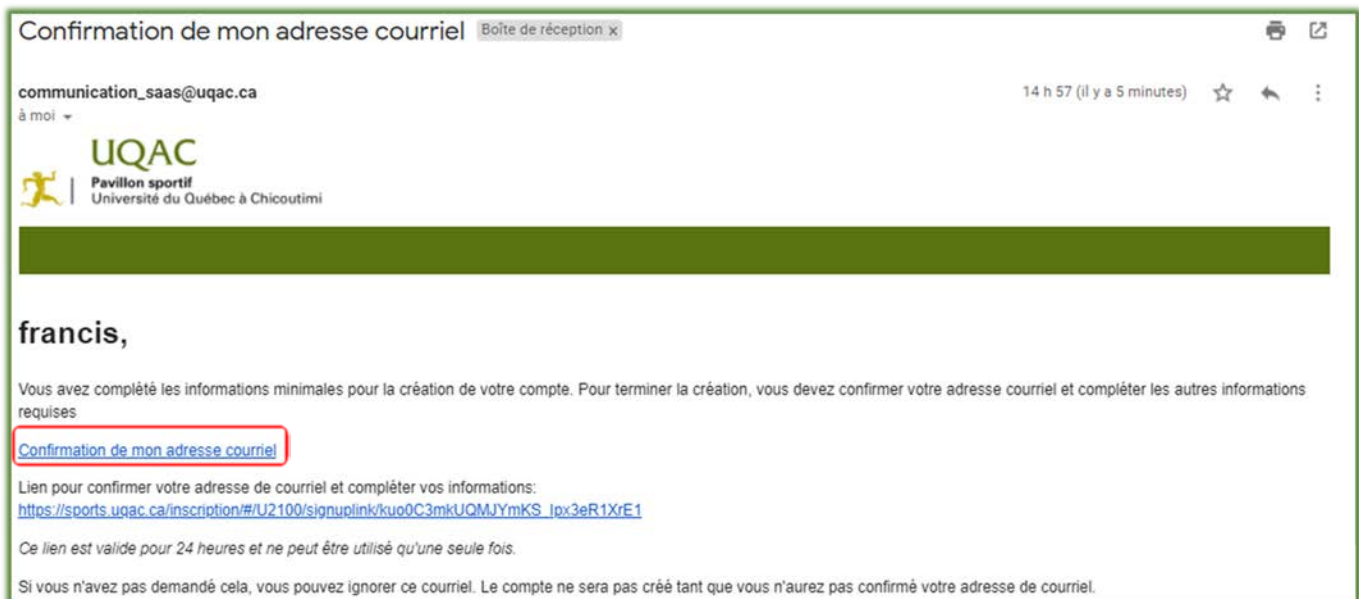 Confirmation de mon adresse courriel Boîte de réception x
communication_saas@uqac.ca 14 h 57 (il y a 5 minutes)
à moi
UQAC
Pavillon sportif
Université du Québec à Chicoutimi
francis,
Vous avez complété les informations minimales pour la création de votre compte. Pour terminer la création, vous devez confirmer votre adresse courriel et compléter les autres informations
requises
Confirmation de mon adresse courriel
Lien pour confirmer votre adresse de courriel et compléter vos informations:
https://sports.uqac.ca/inscription/#/U2100/signuplink/kuo0C3mkUQMJYmKS_Ipx3eR1XrE1
Ce lien est valide pour 24 heures et ne peut être utilisé qu'une seule fois.
Si vous n'avez pas demandé cela, vous pouvez ignorer ce courriel. Le compte ne sera pas créé tant que vous n'aurez pas confirmé votre adresse de courriel.